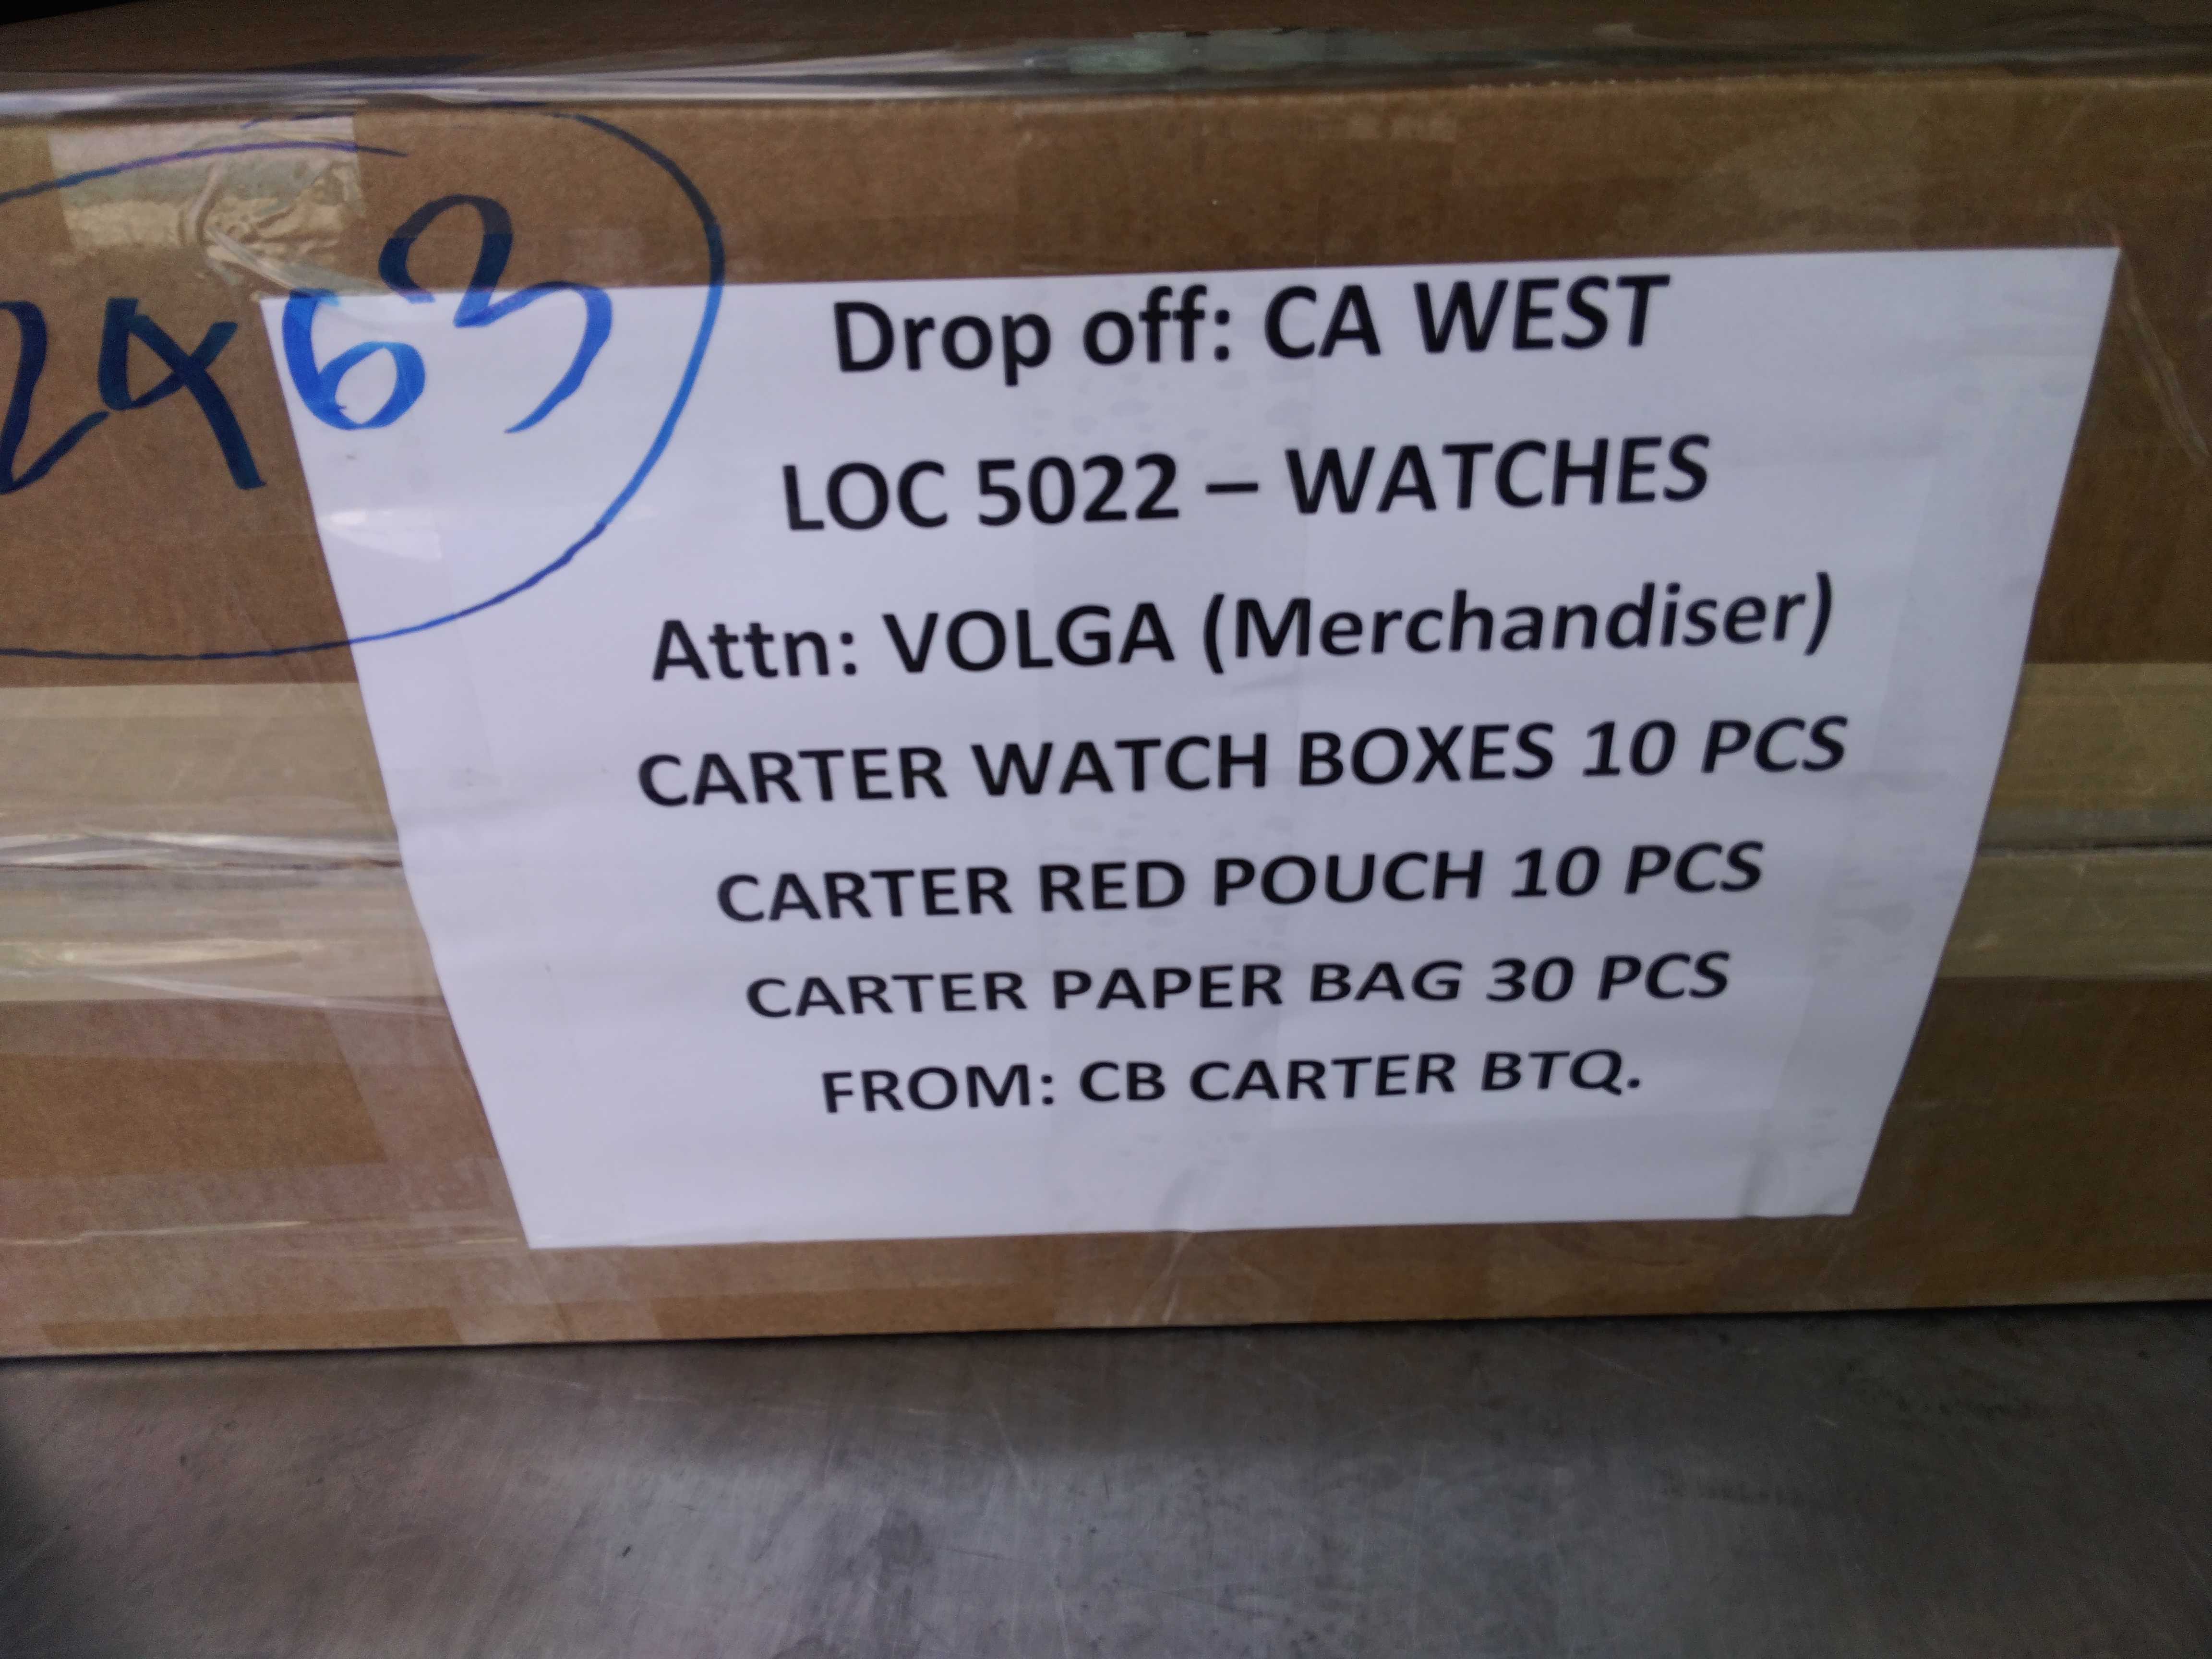 2463
Drop off: CA WEST
LOC 5022 – WATCHES
Attn: VOLGA (Merchandiser)
CARTER WATCH BOXES 10 PCS
CARTER RED POUCH 10 PCS
CARTER PAPER BAG 30 PCS
FROM: CB CARTER BTQ.